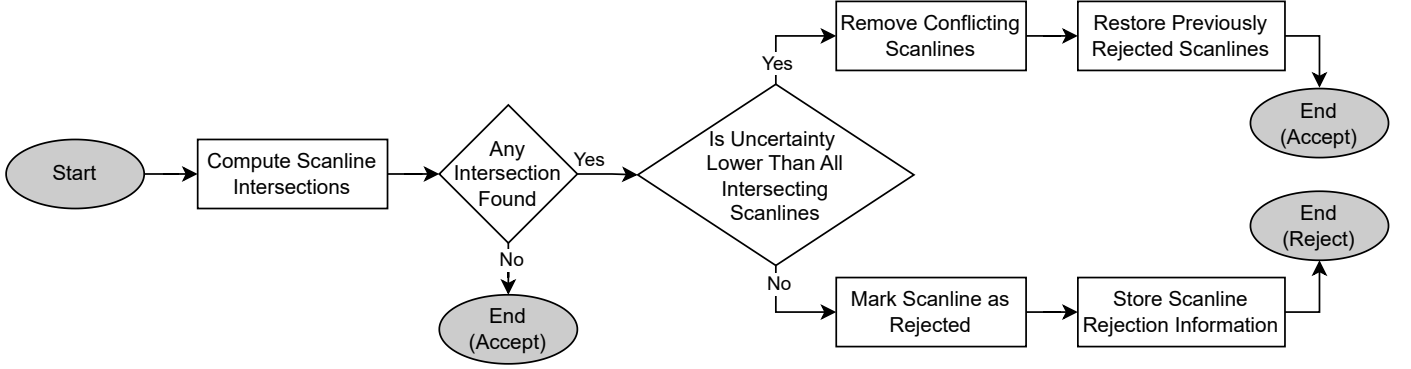 Start
Compute Scanline
Intersections
Any
Intersection
Found
Yes
No
End
(Accept)
Is Uncertainty
Lower Than All
Intersecting
Scanlines
Yes
Remove Conflicting
Scanlines
Restore Previously
Rejected Scanlines
End
(Accept)
No
Mark Scanline as
Rejected
Store Scanline
Rejection Information
End
(Reject)